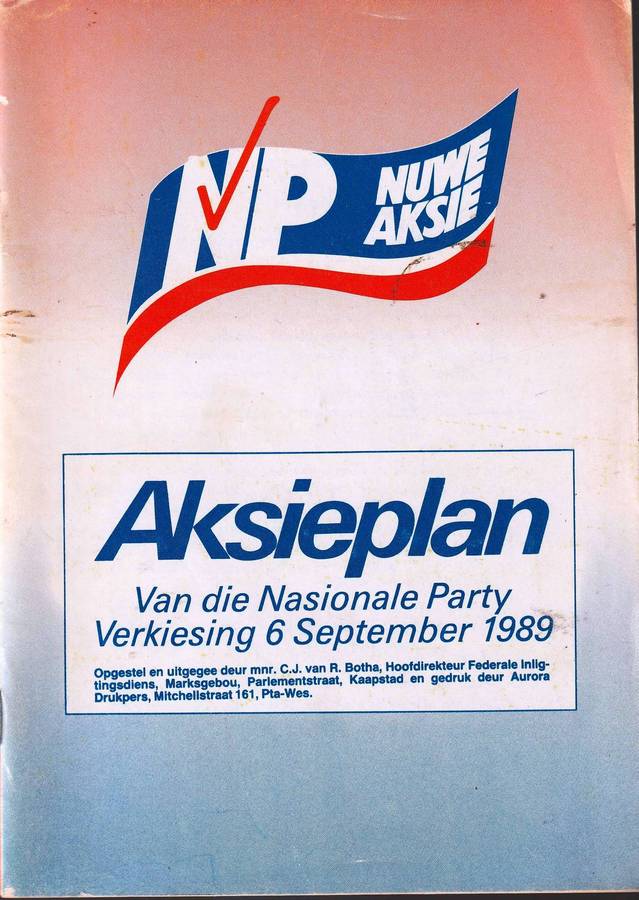 NP
NUWE
AKSIE
Aksieplan
Van die Nasionale Party
Verkiesing 6 September 1989
Opgestel en uitgegee deur mnr. C.J. van R. Botha, Hoofdirekteur Federale Inlig-
tingsdiens, Marksgebou, Parlementstraat, Kaapstad en gedruk deur Aurora
Drukpers, Mitchellstraat 161, Pta-Wes.